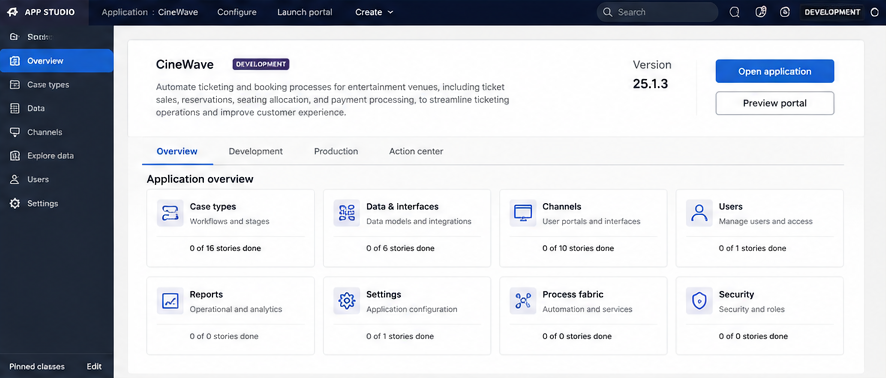 APP STUDIO
Application : CineWave
Configure
Launch portal
Create
Search
DEVELOPMENT
Overview
Case types
Data
Channels
Explore data
Users
Settings
Pinned classes
Edit
CineWave
DEVELOPMENT
Automate ticketing and booking processes for entertainment venues, including ticket
sales, reservations, seating allocation, and payment processing, to streamline ticketing
operations and improve customer experience.
Version
25.1.3
Open application
Preview portal
Overview
Development
Production
Action center
Application overview
Case types
Workflows and stages
0 of 16 stories done
Data & interfaces
Data models and integrations
0 of 6 stories done
Channels
User portals and interfaces
0 of 10 stories done
Users
Manage users and access
0 of 1 stories done
Reports
Operational and analytics
0 of 0 stories done
Settings
Application configuration
0 of 1 stories done
Process fabric
Automation and services
0 of 0 stories done
Security
Security and roles
0 of 0 stories done